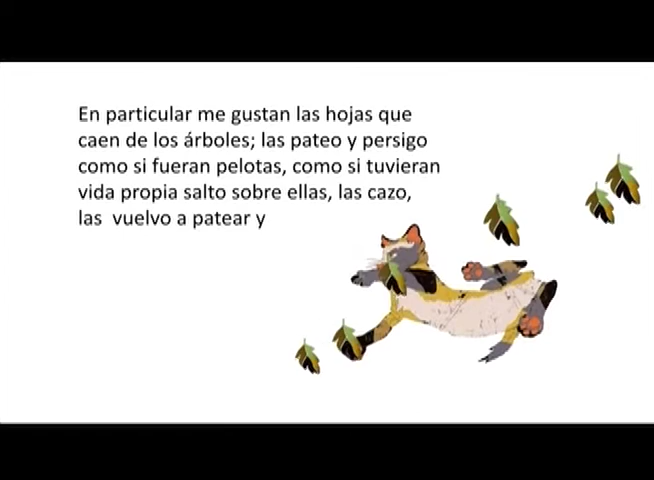 En particular me gustan las hojas que
caen de los árboles; las pateo y persigo
como si fueran pelotas, como si tuvieran
vida propia salto sobre ellas, las cazo,
las  vuelvo a patear y